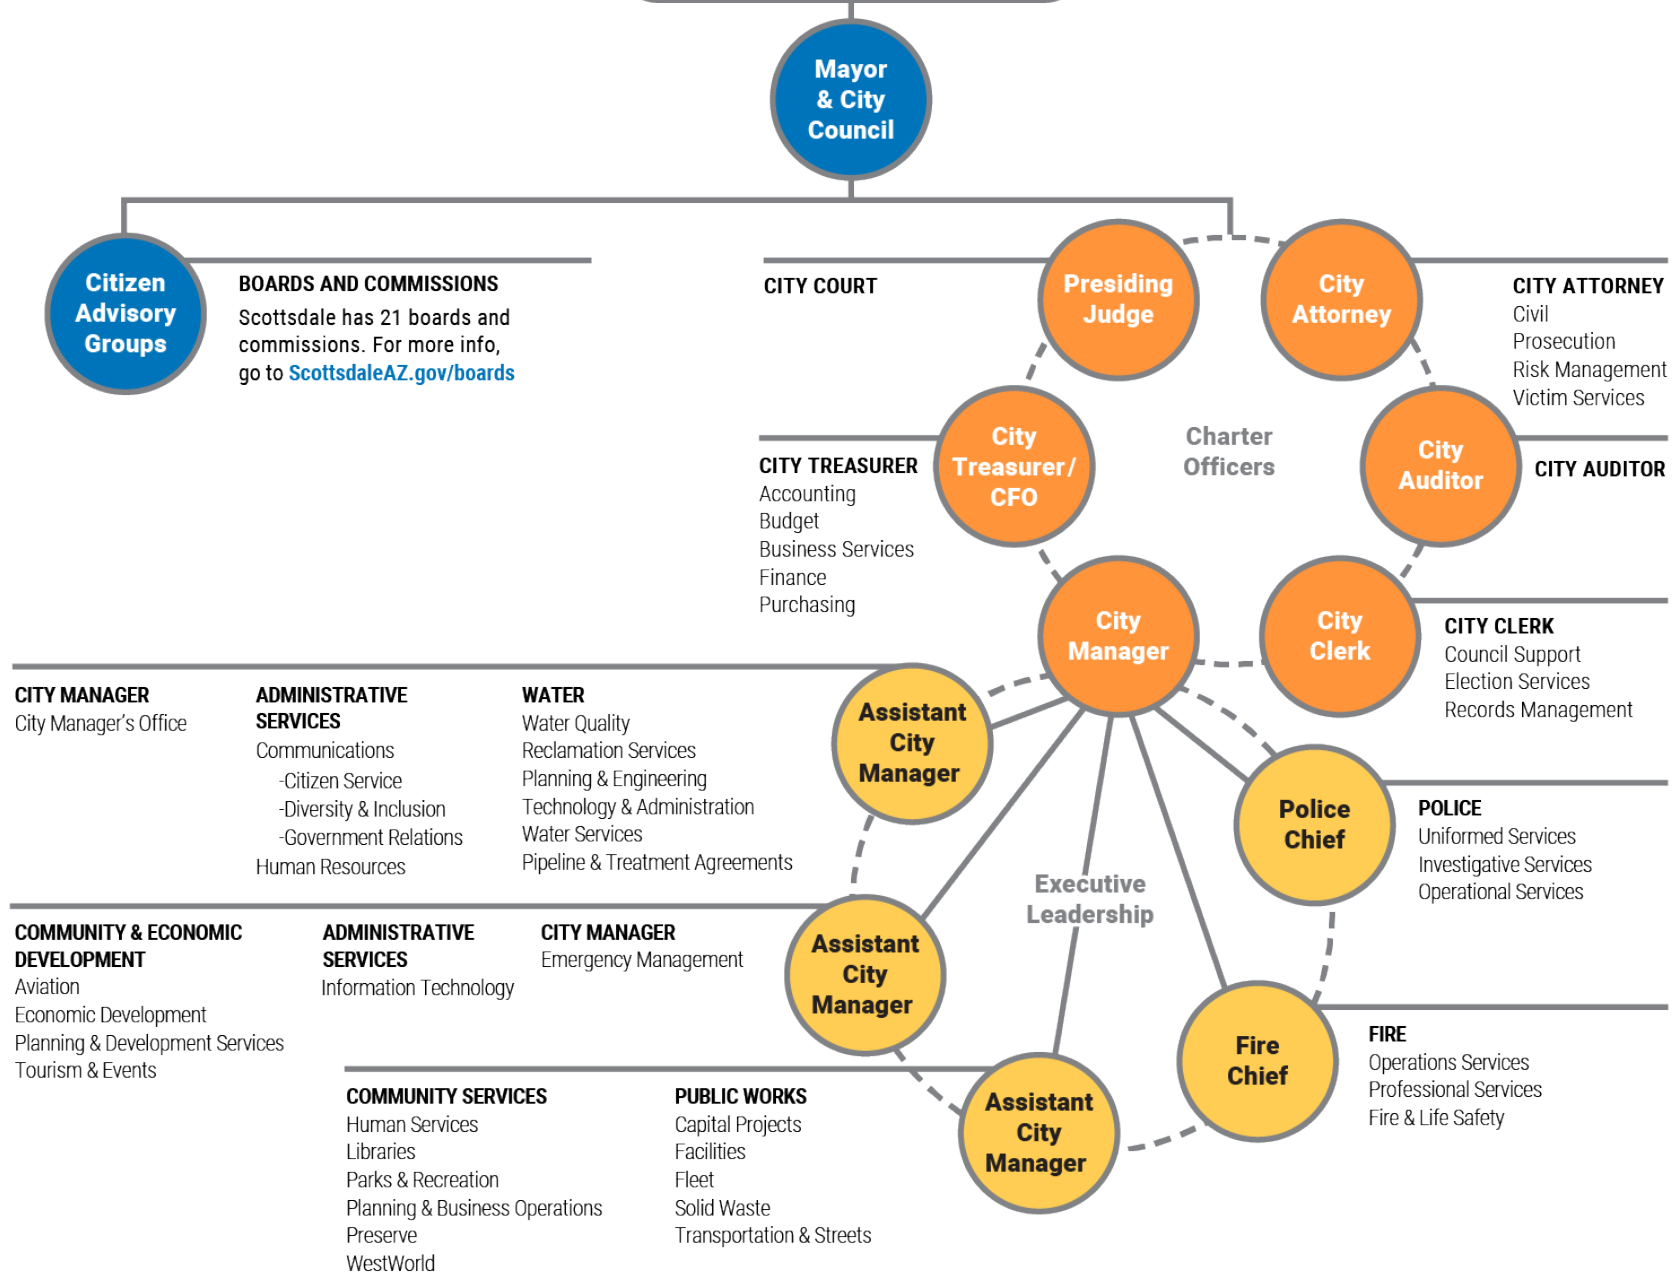 Mayor
& City
Council
Citizen
Advisory
Groups
BOARDS AND COMMISSIONS
Scottsdale has 21 boards and
commissions. For more info,
go to ScottsdaleAZ.gov/boards
CITY COURT
Presiding
Judge
City
Attorney
CITY ATTORNEY
Civil
Prosecution
Risk Management
Victim Services
CITY TREASURER
Accounting
Budget
Business Services
Finance
Purchasing
City
Treasurer/
CFO
Charter
Officers
City
Auditor
CITY AUDITOR
City
Manager
City
Clerk
CITY CLERK
Council Support
Election Services
Records Management
CITY MANAGER
City Manager's Office
ADMINISTRATIVE
SERVICES
Communications
-Citizen Service
-Diversity & Inclusion
-Government Relations
Human Resources
WATER
Water Quality
Reclamation Services
Planning & Engineering
Technology & Administration
Water Services
Pipeline & Treatment Agreements
Assistant
City
Manager
Police
Chief
POLICE
Uniformed Services
Investigative Services
Operational Services
Executive
Leadership
COMMUNITY & ECONOMIC
DEVELOPMENT
Aviation
Economic Development
Planning & Development Services
Tourism & Events
ADMINISTRATIVE
SERVICES
Information Technology
CITY MANAGER
Emergency Management
Assistant
City
Manager
Fire
Chief
FIRE
Operations Services
Professional Services
Fire & Life Safety
COMMUNITY SERVICES
Human Services
Libraries
Parks & Recreation
Planning & Business Operations
Preserve
WestWorld
PUBLIC WORKS
Capital Projects
Facilities
Fleet
Solid Waste
Transportation & Streets
Assistant
City
Manager